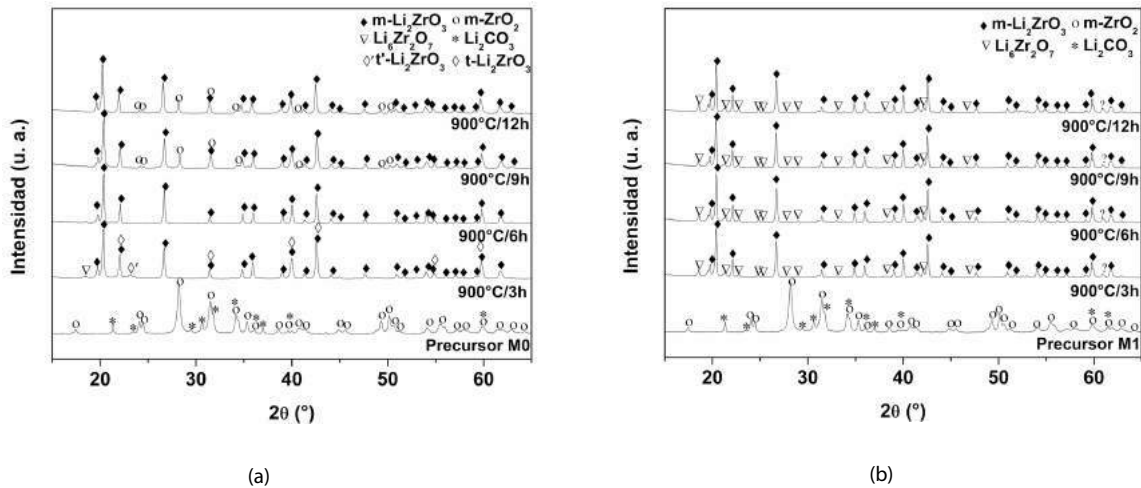 ♦ m-Li₂ZrO₃ o m-ZrO₂
▽ Li₆Zr₂O₇ * Li₂CO₃
◊' t'-Li₂ZrO₃ ◊ t-Li₂ZrO₃
900°C/12h
900°C/9h
900°C/6h
900°C/3h
Precursor M0
Intensidad (u. a.)
20 30 40 50 60
2θ (°)
(a)
♦ m-Li₂ZrO₃ o m-ZrO₂
▽ Li₆Zr₂O₇ * Li₂CO₃
900°C/12h
900°C/9h
900°C/6h
900°C/3h
Precursor M1
Intensidad (u. a.)
20 30 40 50 60
2θ (°)
(b)